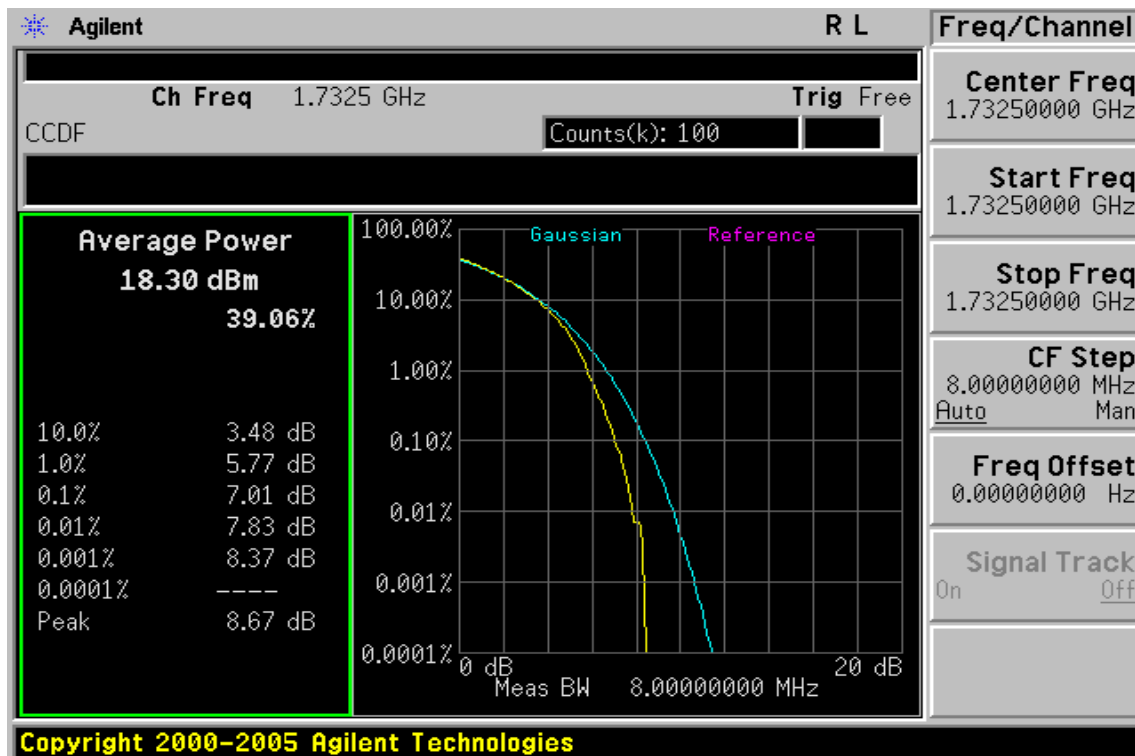 Agilent R L
Ch Freq 1.7325 GHz Trig Free
CCDF Counts(k): 100
Average Power
18.30 dBm
39.06%
10.0% 3.48 dB
1.0% 5.77 dB
0.1% 7.01 dB
0.01% 7.83 dB
0.001% 8.37 dB
0.0001% ----
Peak 8.67 dB
Gaussian Reference
100.00%
10.00%
1.00%
0.10%
0.01%
0.001%
0.0001%
0 dB 20 dB
Meas BW 8.00000000 MHz
Freq/Channel
Center Freq
1.73250000 GHz
Start Freq
1.73250000 GHz
Stop Freq
1.73250000 GHz
CF Step
8.00000000 MHz
Auto Man
Freq Offset
0.00000000 Hz
Signal Track
On Off
Copyright 2000-2005 Agilent Technologies